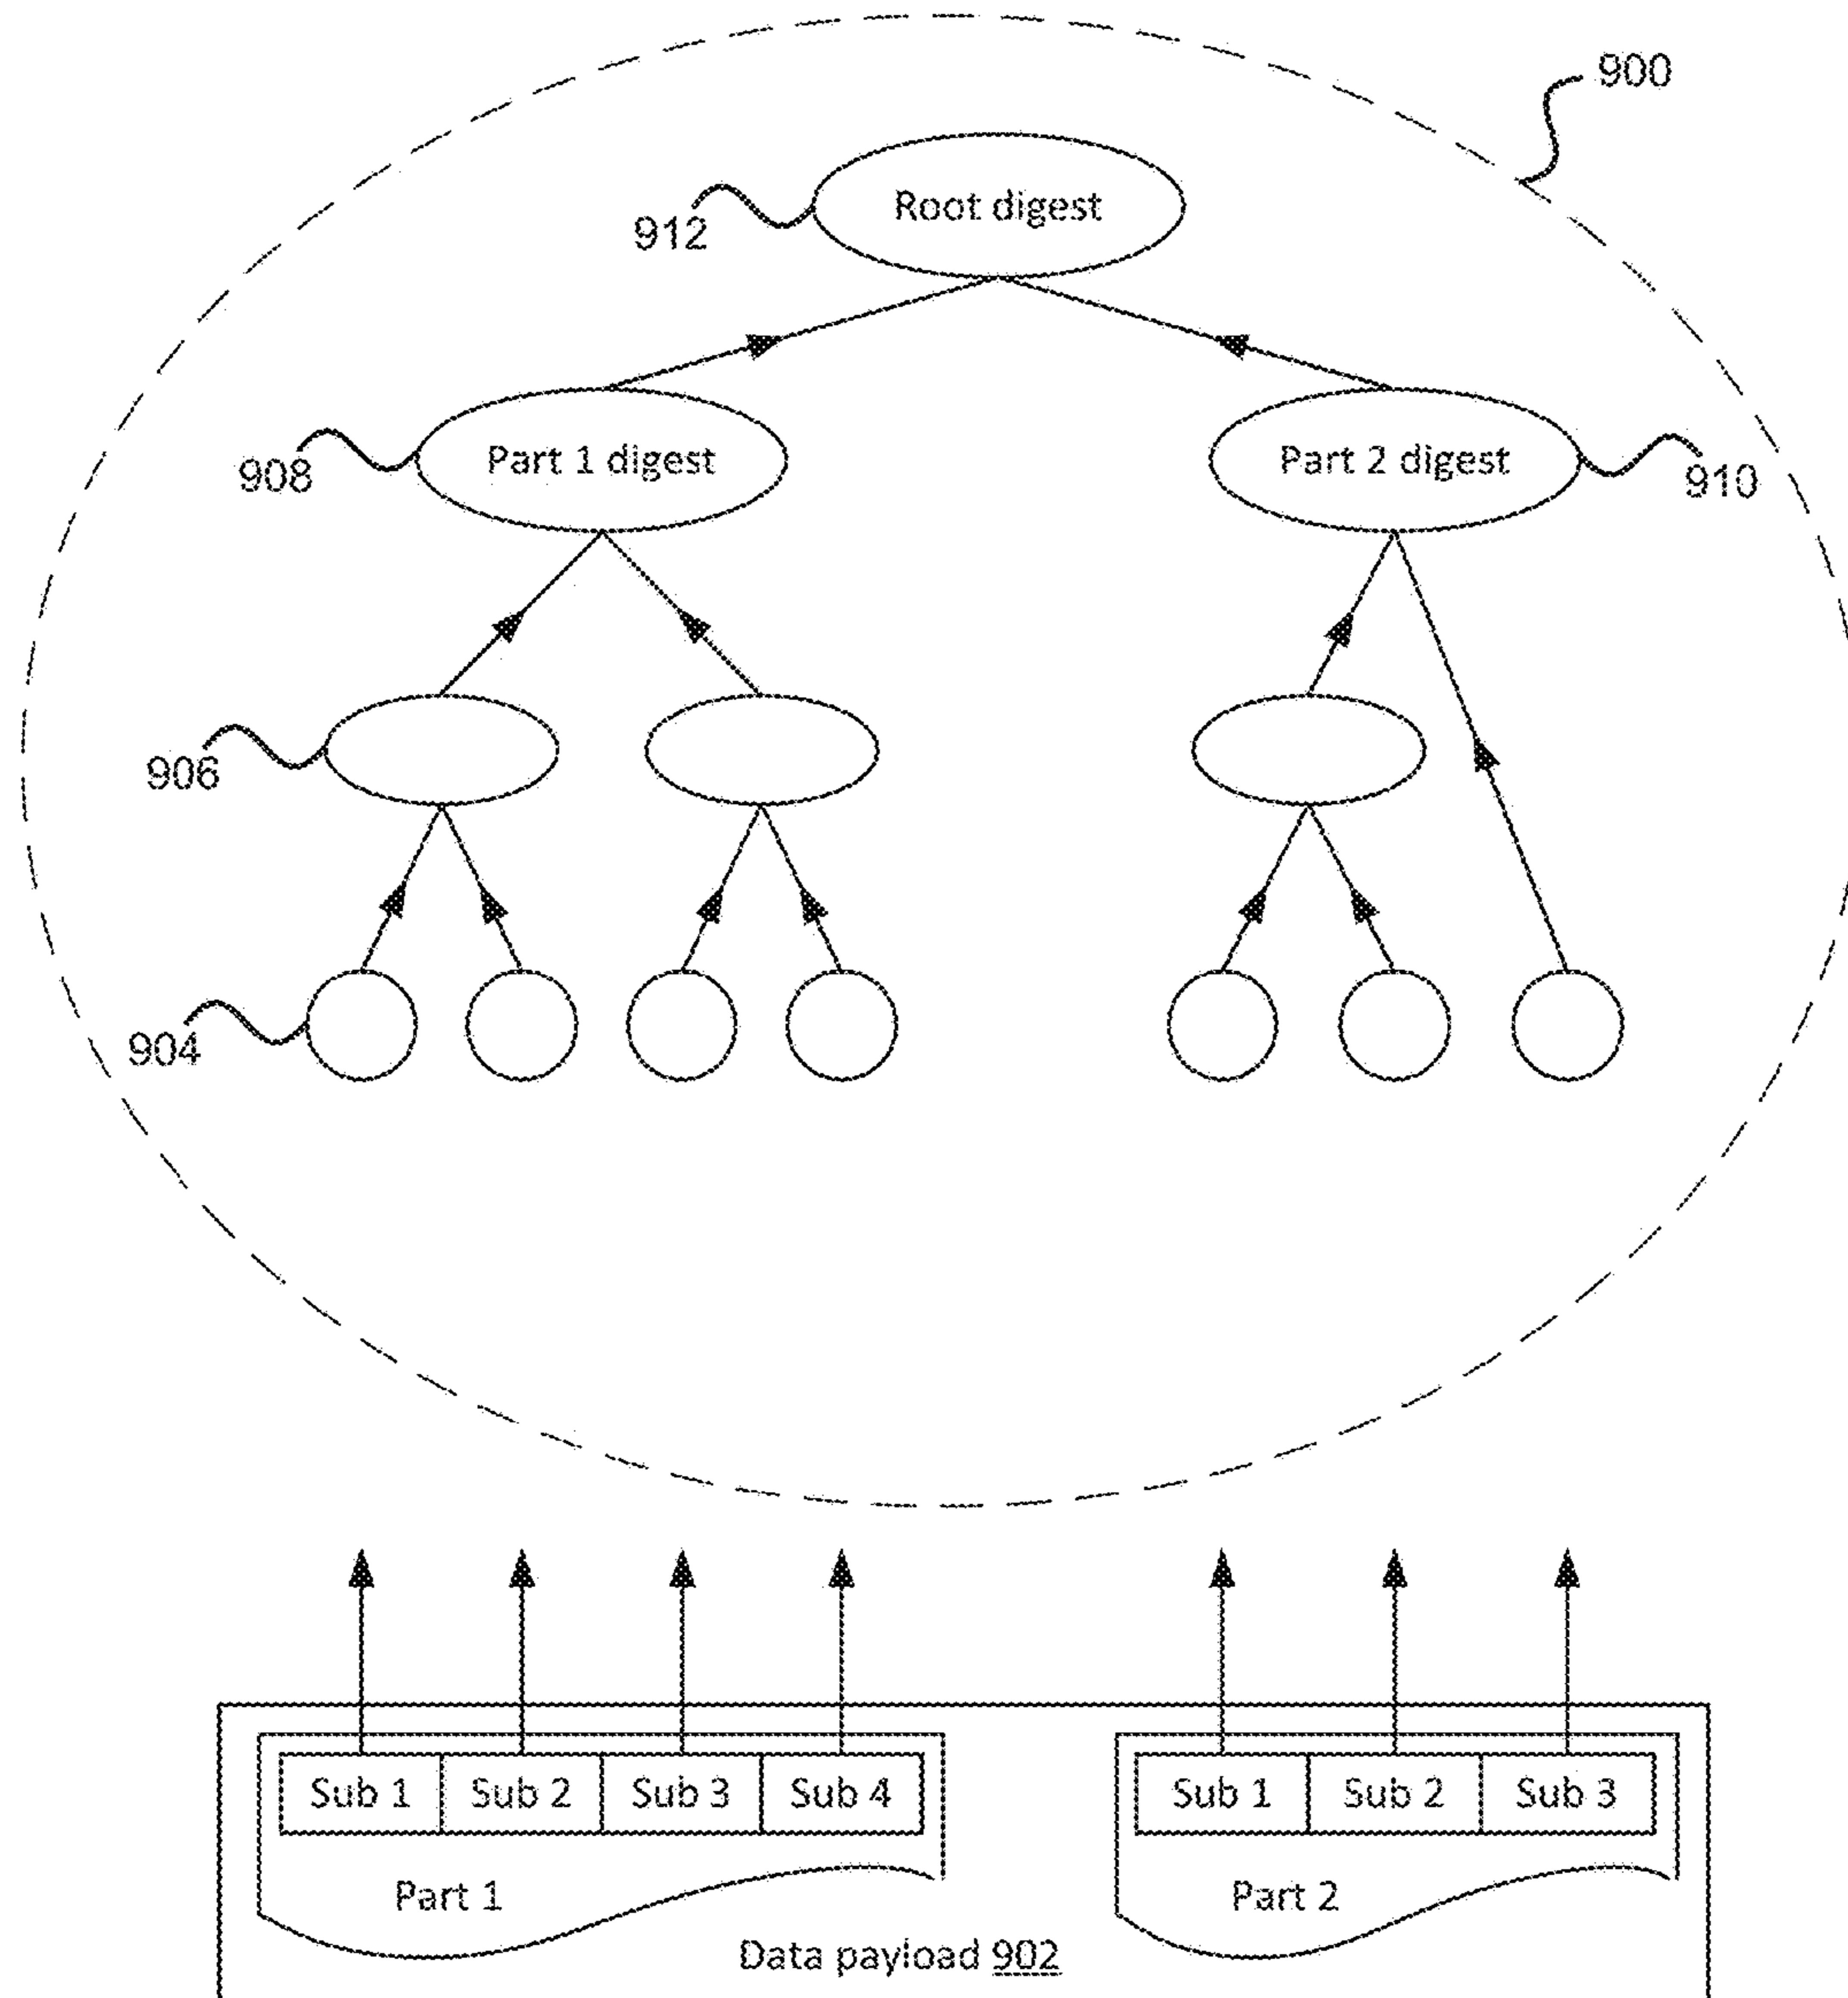 900
Root digest
912
Part 1 digest
Part 2 digest
908
910
906
904
Sub 1 Sub 2 Sub 3 Sub 4
Sub 1 Sub 2 Sub 3
Part 1
Part 2
Data payload 902